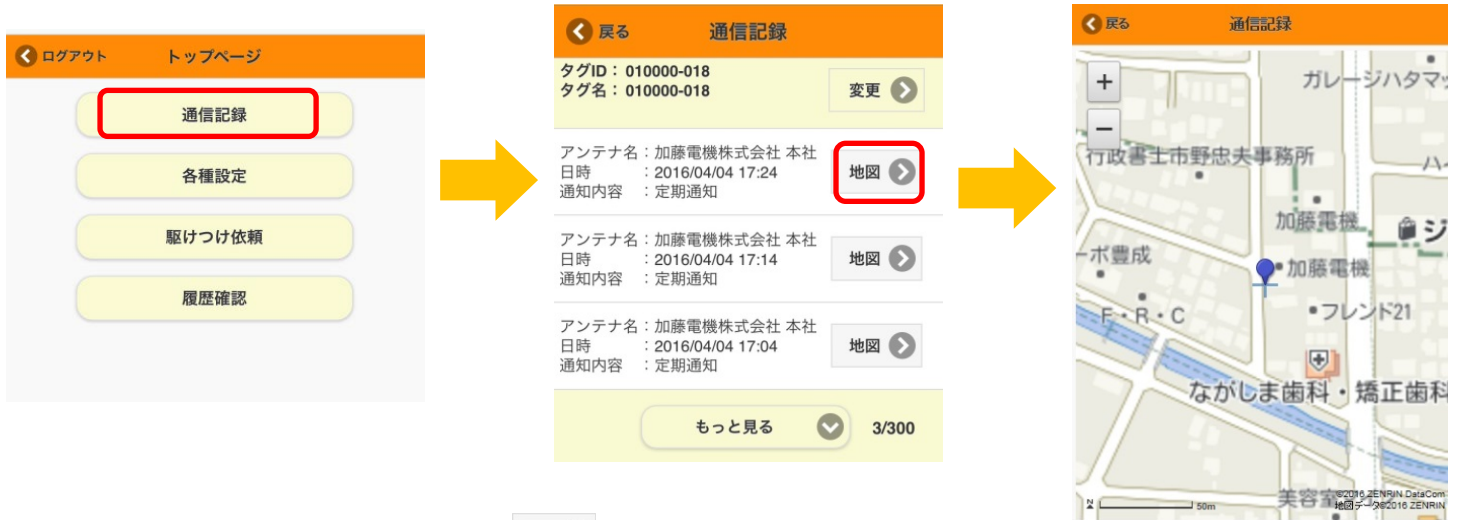 ログアウト
トップページ
通信記録
各種設定
駆けつけ依頼
履歴確認
戻る
通信記録
タグID： 010000-018
タグ名： 010000-018
変更
アンテナ名：加藤電機株式会社 本社
日時　　　：2016/04/04 17:24
通知内容　：定期通知
地図
アンテナ名：加藤電機株式会社 本社
日時　　　：2016/04/04 17:14
通知内容　：定期通知
地図
アンテナ名：加藤電機株式会社 本社
日時　　　：2016/04/04 17:04
通知内容　：定期通知
地図
もっと見る
3/300
戻る
通信記録
+
ガレージハタマッ
−
行政書士市野忠夫事務所
ハ
加藤電機
ジ
ーポ豊成
加藤電機
F・R・C
フレンド21
ながしま歯科・矯正歯科
美容室
©2016 ZENRIN DataCom
地図データ©2016 ZENRIN
Z
50m